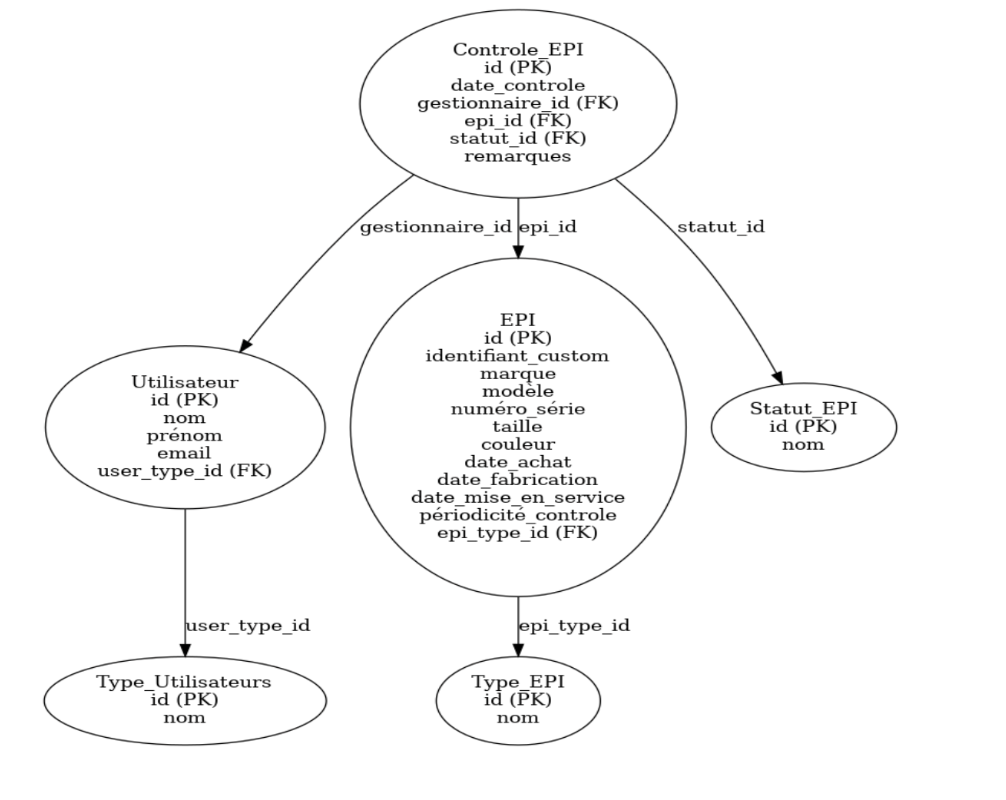 Controle_EPI
id (PK)
date_controle
gestionnaire_id (FK)
epi_id (FK)
statut_id (FK)
remarques
gestionnaire_id
epi_id
statut_id
Utilisateur
id (PK)
nom
prénom
email
user_type_id (FK)
EPI
id (PK)
identifiant_custom
marque
modèle
numéro_série
taille
couleur
date_achat
date_fabrication
date_mise_en_service
périodicité_controle
epi_type_id (FK)
Statut_EPI
id (PK)
nom
user_type_id
epi_type_id
Type_Utilisateurs
id (PK)
nom
Type_EPI
id (PK)
nom